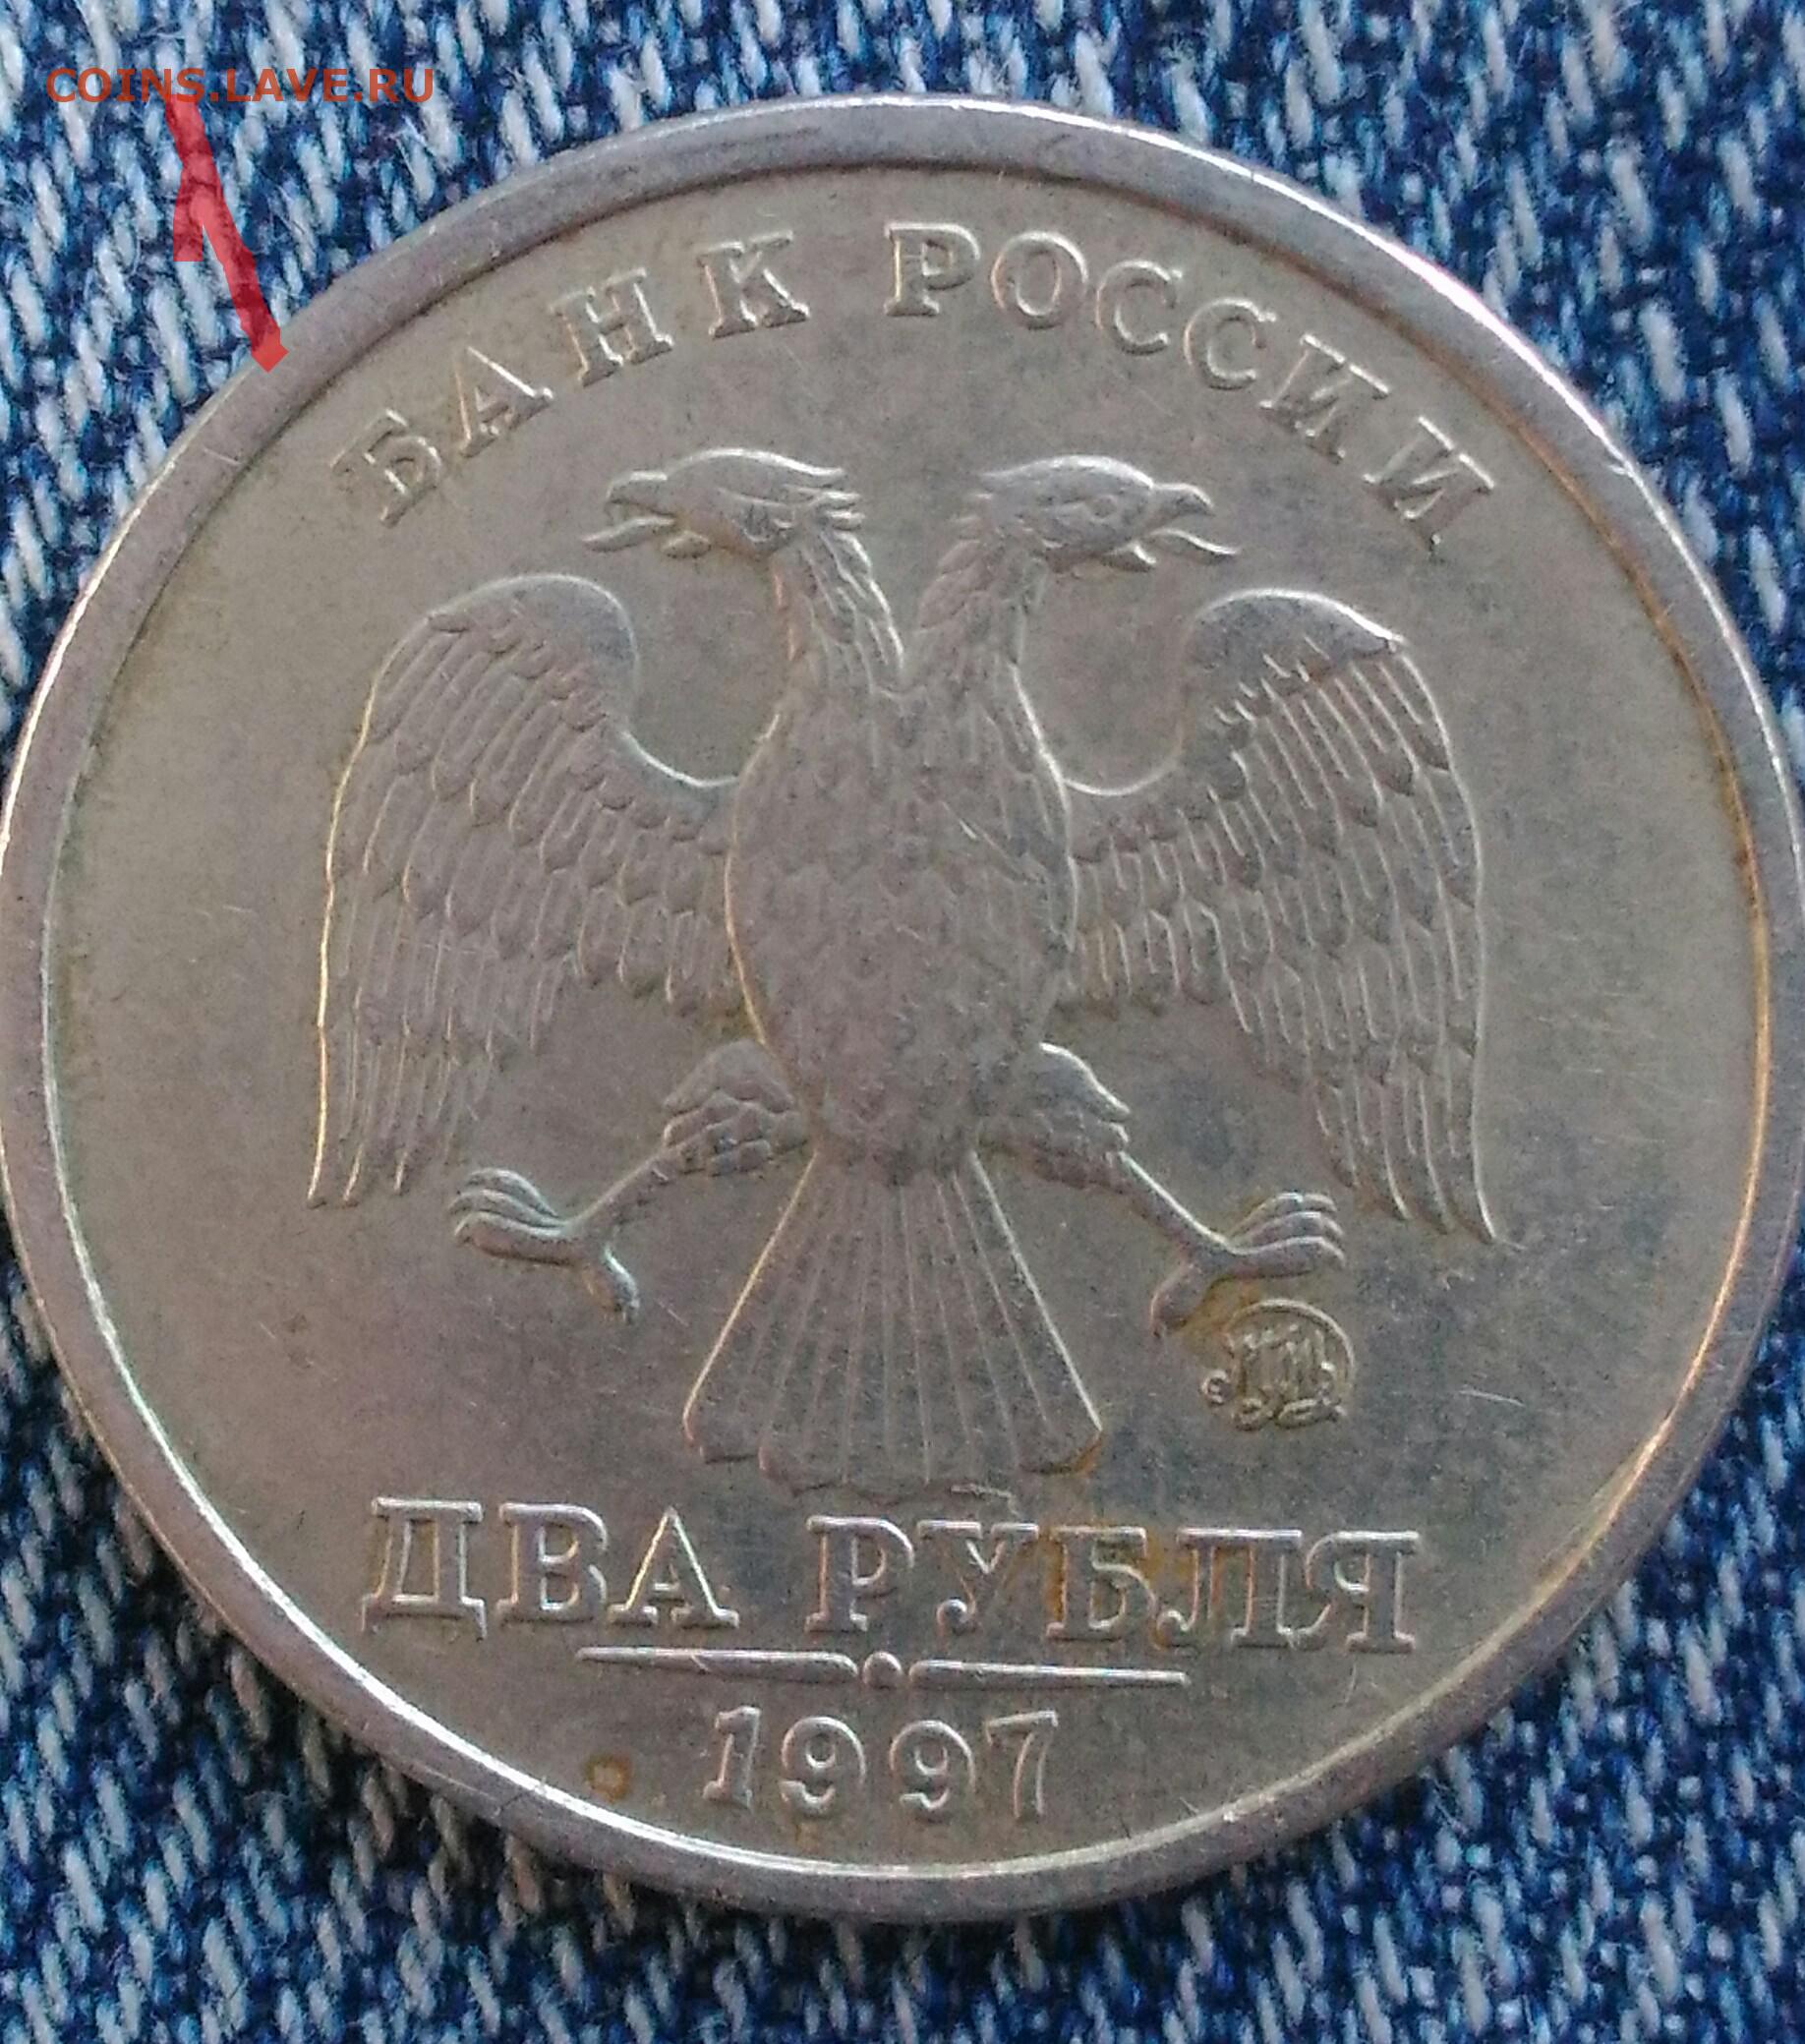 COINS.LAVE.RU
БАНК РОССИИ
ДВА РУБЛЯ
1997